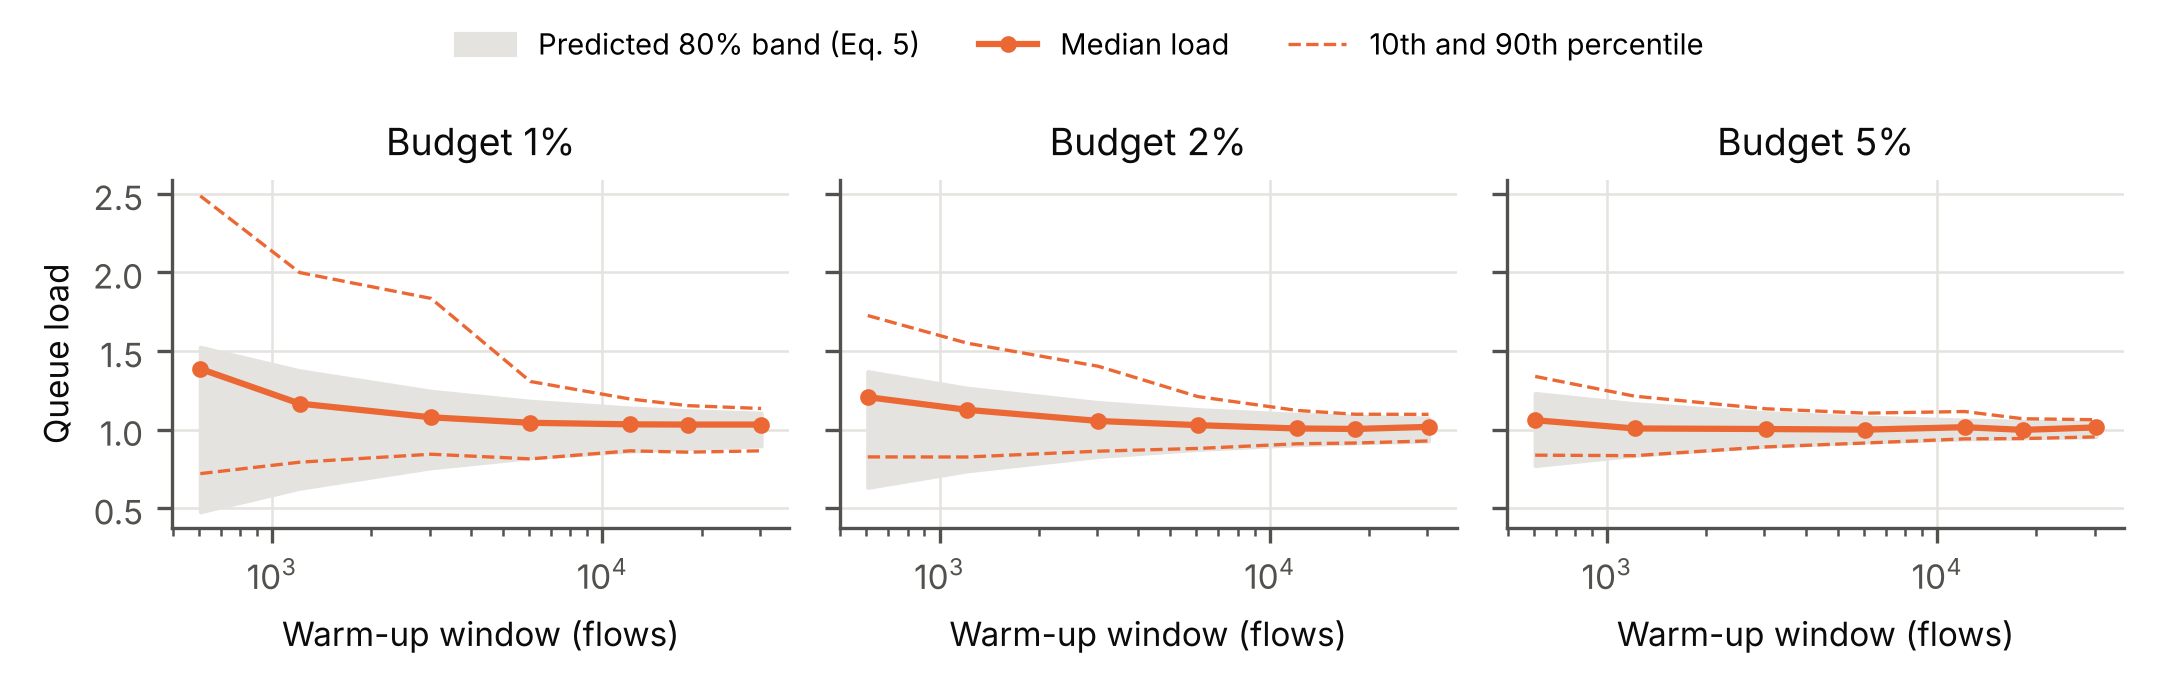 Predicted 80% band (Eq. 5) Median load 10th and 90th percentile
Budget 1% Budget 2% Budget 5%
Queue load
2.5
2.0
1.5
1.0
0.5
10³ 10⁴ 10³ 10⁴ 10³ 10⁴
Warm-up window (flows) Warm-up window (flows) Warm-up window (flows)